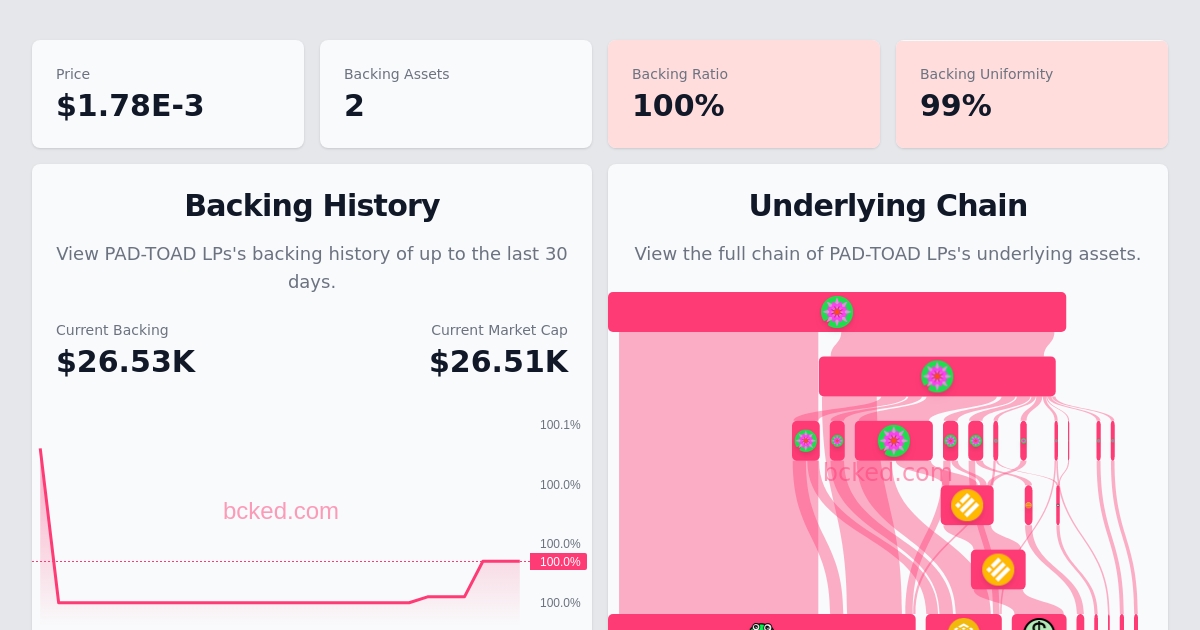 Price
$1.78E-3
Backing Assets
2
Backing Ratio
100%
Backing Uniformity
99%
Backing History
View PAD-TOAD LPs's backing history of up to the last 30
days.
Current Backing
$26.53K
Current Market Cap
$26.51K
100.1%
100.0%
100.0%
100.0%
100.0%
bcked.com
Underlying Chain
View the full chain of PAD-TOAD LPs's underlying assets.
bcked.com